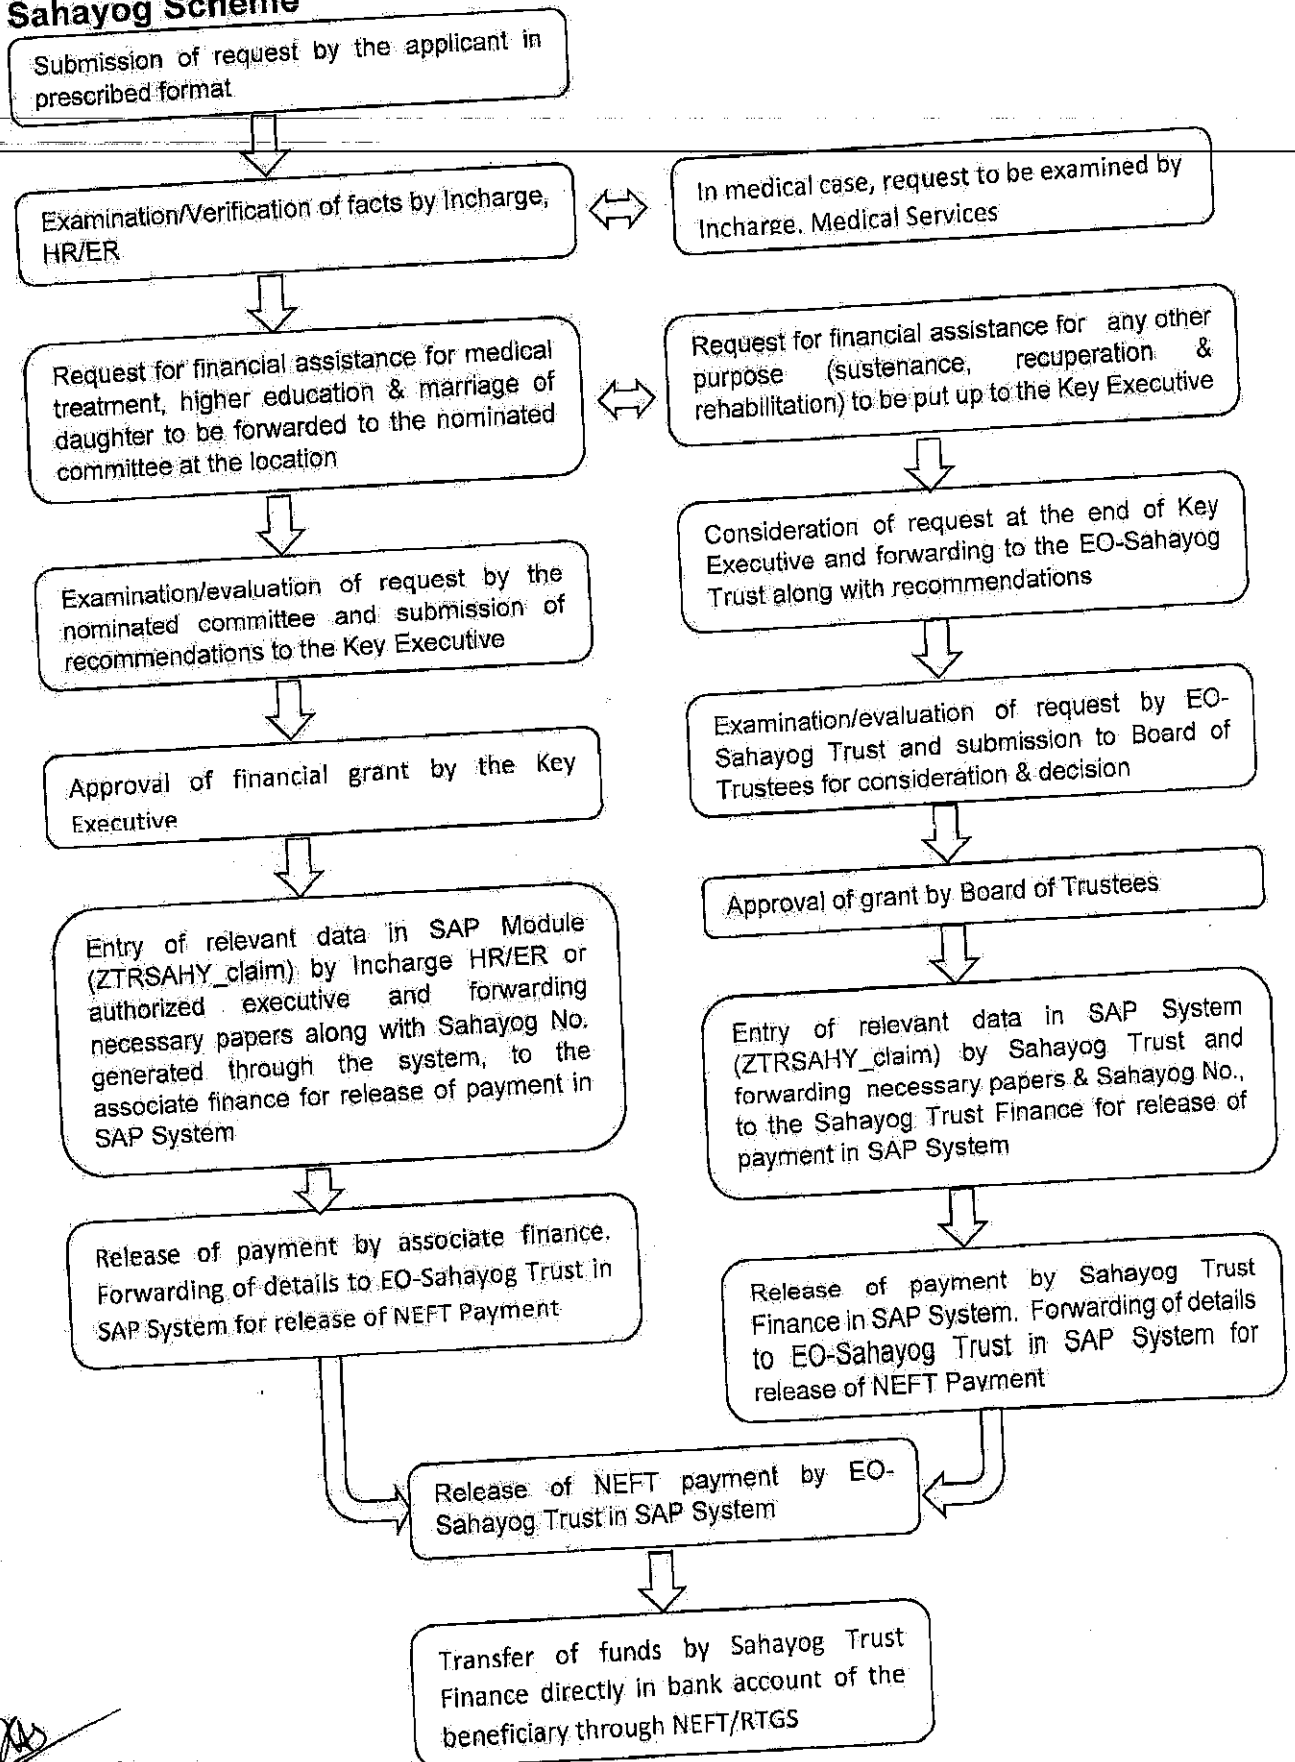 Sahayog Scheme
Submission of request by the applicant in
prescribed format
Examination/Verification of facts by Incharge,
HR/ER
In medical case, request to be examined by
Incharge. Medical Services
Request for financial assistance for medical
treatment, higher education & marriage of
daughter to be forwarded to the nominated
committee at the location
Request for financial assistance for any other
purpose (sustenance, recuperation &
rehabilitation) to be put up to the Key Executive
Examination/evaluation of request by the
nominated committee and submission of
recommendations to the Key Executive
Consideration of request at the end of Key
Executive and forwarding to the EO-Sahayog
Trust along with recommendations
Approval of financial grant by the Key
Executive
Examination/evaluation of request by EO-
Sahayog Trust and submission to Board of
Trustees for consideration & decision
Approval of grant by Board of Trustees
Entry of relevant data in SAP Module
(ZTRSAHY_claim) by Incharge HR/ER or
authorized executive and forwarding
necessary papers along with Sahayog No.
generated through the system, to the
associate finance for release of payment in
SAP System
Entry of relevant data in SAP System
(ZTRSAHY_claim) by Sahayog Trust and
forwarding necessary papers & Sahayog No.,
to the Sahayog Trust Finance for release of
payment in SAP System
Release of payment by associate finance.
Forwarding of details to EO-Sahayog Trust in
SAP System for release of NEFT Payment
Release of payment by Sahayog Trust
Finance in SAP System. Forwarding of details
to EO-Sahayog Trust in SAP System for
release of NEFT Payment
Release of NEFT payment by EO-
Sahayog Trust in SAP System
Transfer of funds by Sahayog Trust
Finance directly in bank account of the
beneficiary through NEFT/RTGS